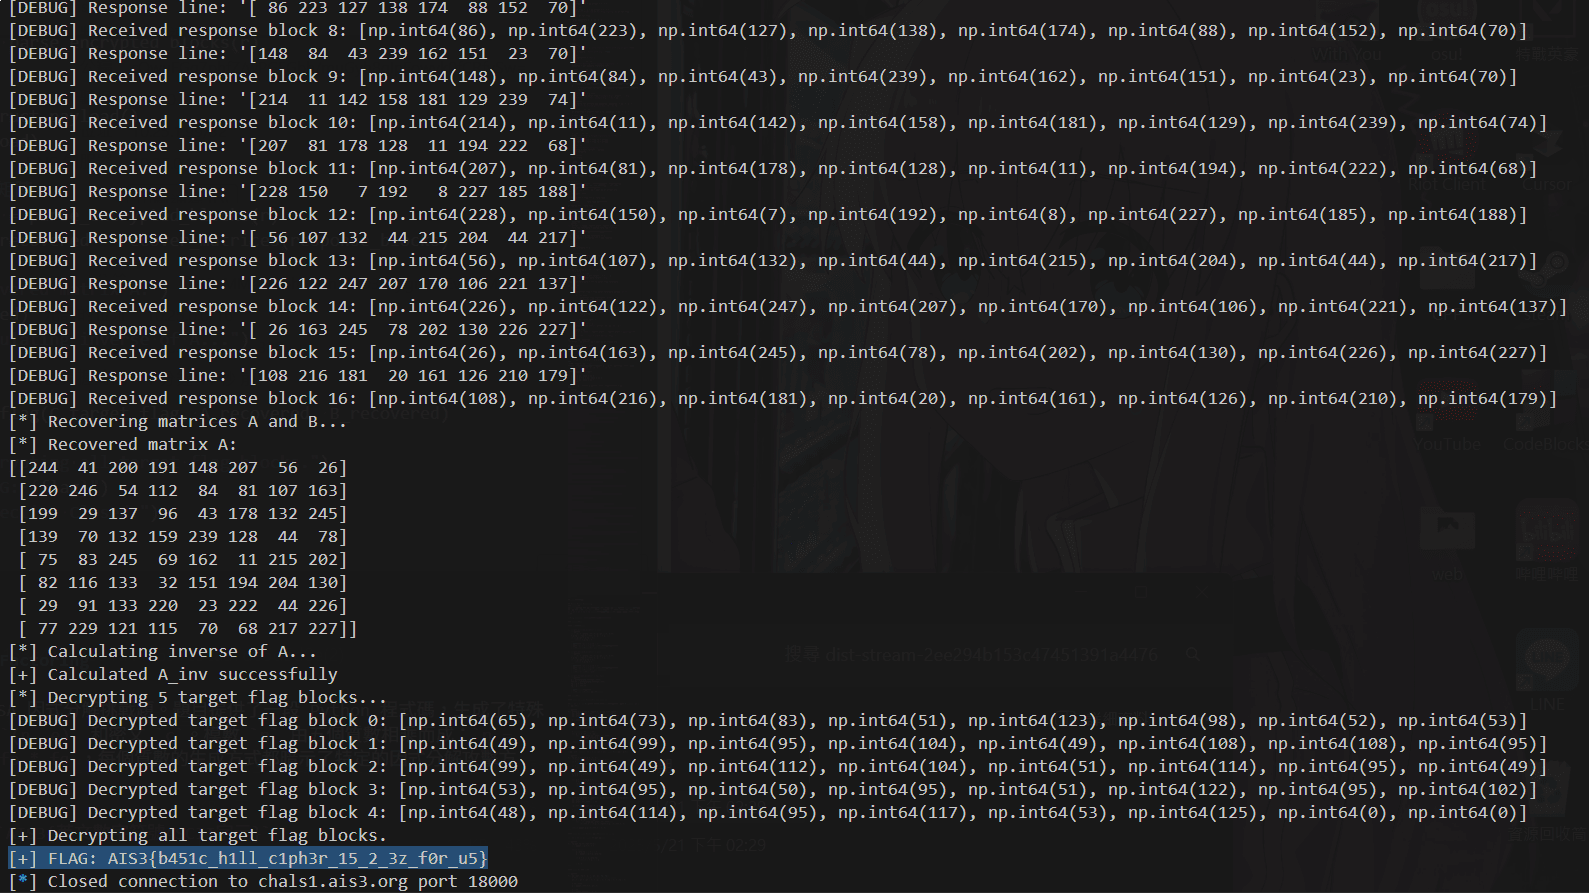 [DEBUG] Response line: '[ 86 223 127 138 174  88 152  70]'
[DEBUG] Received response block 8: [np.int64(86), np.int64(223), np.int64(127), np.int64(138), np.int64(174), np.int64(88), np.int64(152), np.int64(70)]
[DEBUG] Response line: '[148  84  43 239 162 151  23  70]'
[DEBUG] Received response block 9: [np.int64(148), np.int64(84), np.int64(43), np.int64(239), np.int64(162), np.int64(151), np.int64(23), np.int64(70)]
[DEBUG] Response line: '[214  11 142 158 181 129 239  74]'
[DEBUG] Received response block 10: [np.int64(214), np.int64(11), np.int64(142), np.int64(158), np.int64(181), np.int64(129), np.int64(239), np.int64(74)]
[DEBUG] Response line: '[207  81 178 128  11 194 222  68]'
[DEBUG] Received response block 11: [np.int64(207), np.int64(81), np.int64(178), np.int64(128), np.int64(11), np.int64(194), np.int64(222), np.int64(68)]
[DEBUG] Response line: '[228 150   7 192   8 227 185 188]'
[DEBUG] Received response block 12: [np.int64(228), np.int64(150), np.int64(7), np.int64(192), np.int64(8), np.int64(227), np.int64(185), np.int64(188)]
[DEBUG] Response line: '[ 56 107 132  44 215 204  44 217]'
[DEBUG] Received response block 13: [np.int64(56), np.int64(107), np.int64(132), np.int64(44), np.int64(215), np.int64(204), np.int64(44), np.int64(217)]
[DEBUG] Response line: '[226 122 247 207 170 106 221 137]'
[DEBUG] Received response block 14: [np.int64(226), np.int64(122), np.int64(247), np.int64(207), np.int64(170), np.int64(106), np.int64(221), np.int64(137)]
[DEBUG] Response line: '[ 26 163 245  78 202 130 226 227]'
[DEBUG] Received response block 15: [np.int64(26), np.int64(163), np.int64(245), np.int64(78), np.int64(202), np.int64(130), np.int64(226), np.int64(227)]
[DEBUG] Response line: '[108 216 181  20 161 126 210 179]'
[DEBUG] Received response block 16: [np.int64(108), np.int64(216), np.int64(181), np.int64(20), np.int64(161), np.int64(126), np.int64(210), np.int64(179)]
[*] Recovering matrices A and B...
[*] Recovered matrix A:
[[244  41 200 191 148 207  56  26]
 [220 246  54 112  84  81 107 163]
 [199  29 137  96  43 178 132 245]
 [139  70 132 159 239 128  44  78]
 [ 75  83 245  69 162  11 215 202]
 [ 82 116 133  32 151 194 204 130]
 [ 29  91 133 220  23 222  44 226]
 [ 77 229 121 115  70  68 217 227]]
[*] Calculating inverse of A...
[+] Calculated A_inv successfully
[*] Decrypting 5 target flag blocks...
[DEBUG] Decrypted target flag block 0: [np.int64(65), np.int64(73), np.int64(83), np.int64(51), np.int64(123), np.int64(98), np.int64(52), np.int64(53)]
[DEBUG] Decrypted target flag block 1: [np.int64(49), np.int64(99), np.int64(95), np.int64(104), np.int64(49), np.int64(108), np.int64(108), np.int64(95)]
[DEBUG] Decrypted target flag block 2: [np.int64(99), np.int64(49), np.int64(112), np.int64(104), np.int64(51), np.int64(114), np.int64(95), np.int64(49)]
[DEBUG] Decrypted target flag block 3: [np.int64(53), np.int64(95), np.int64(50), np.int64(95), np.int64(51), np.int64(122), np.int64(95), np.int64(102)]
[DEBUG] Decrypted target flag block 4: [np.int64(48), np.int64(114), np.int64(95), np.int64(117), np.int64(53), np.int64(125), np.int64(0), np.int64(0)]
[+] Decrypting all target flag blocks.
[+] FLAG: AIS3{b451c_h1ll_c1ph3r_15_2_3z_f0r_u5}
[*] Closed connection to chals1.ais3.org port 18000
WithYou
osu!
Riot Client
Cursor
YouTube
CodeBlock
web
LINE